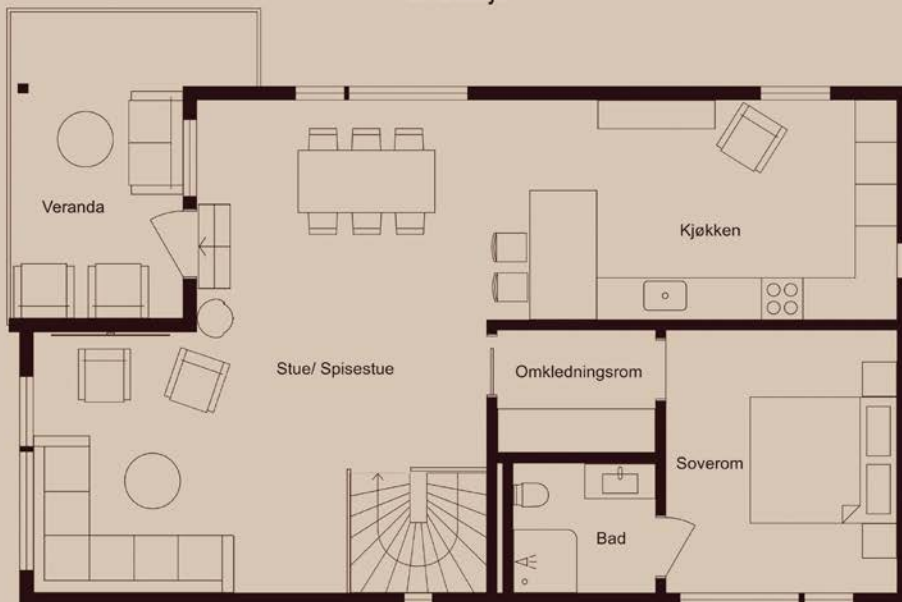 Veranda
Kjøkken
Stue/ Spisestue
Omkledningsrom
Soverom
Bad